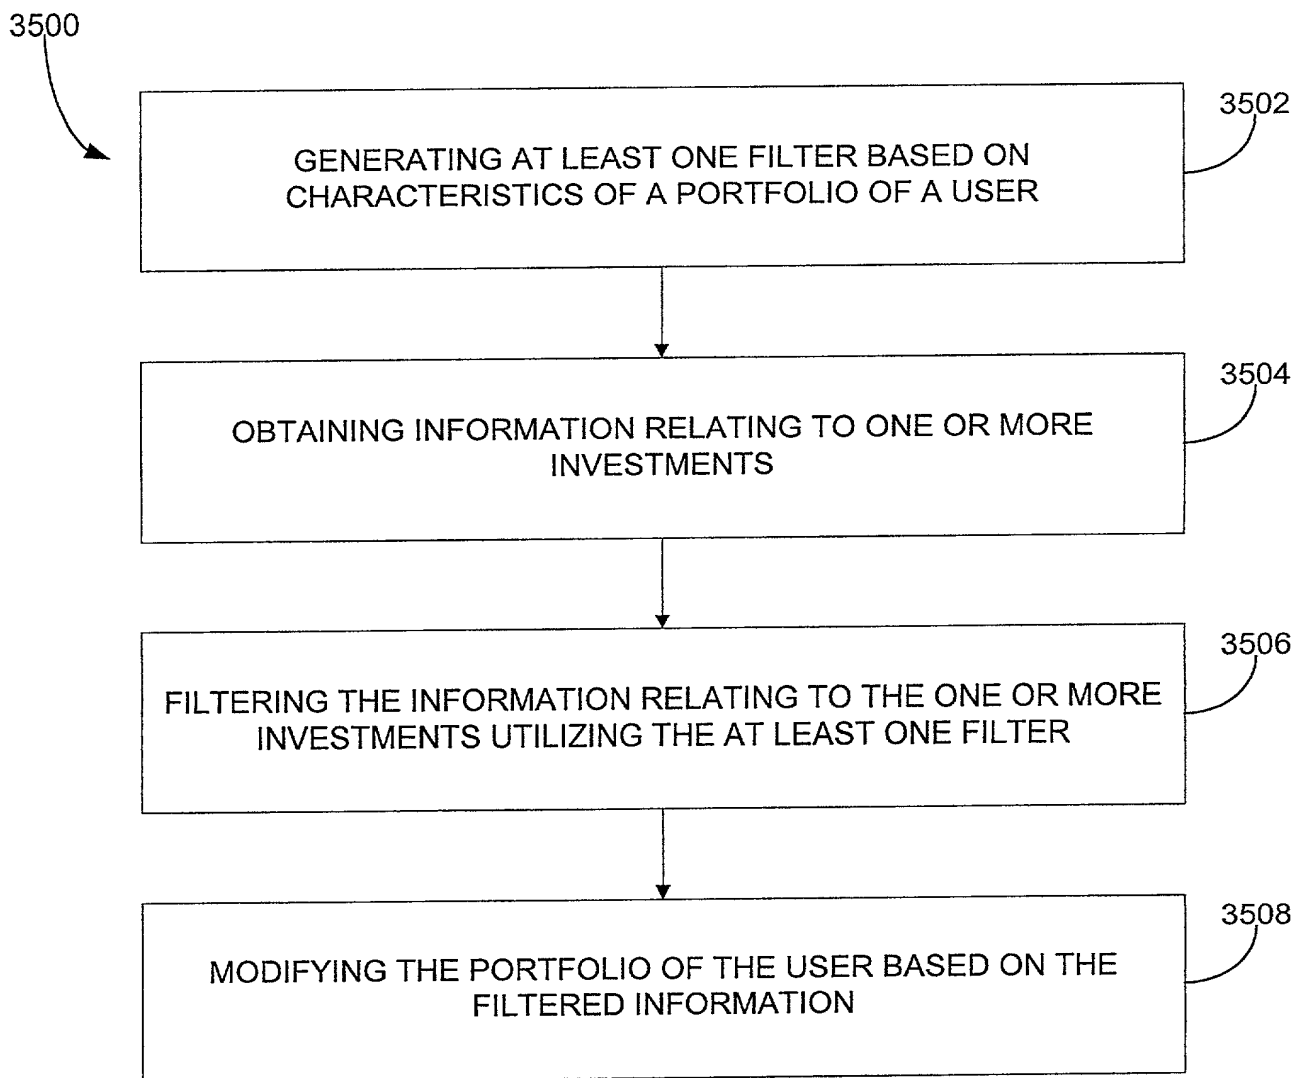 3500
3502
GENERATING AT LEAST ONE FILTER BASED ON
CHARACTERISTICS OF A PORTFOLIO OF A USER
3504
OBTAINING INFORMATION RELATING TO ONE OR MORE
INVESTMENTS
3506
FILTERING THE INFORMATION RELATING TO THE ONE OR MORE
INVESTMENTS UTILIZING THE AT LEAST ONE FILTER
3508
MODIFYING THE PORTFOLIO OF THE USER BASED ON THE
FILTERED INFORMATION